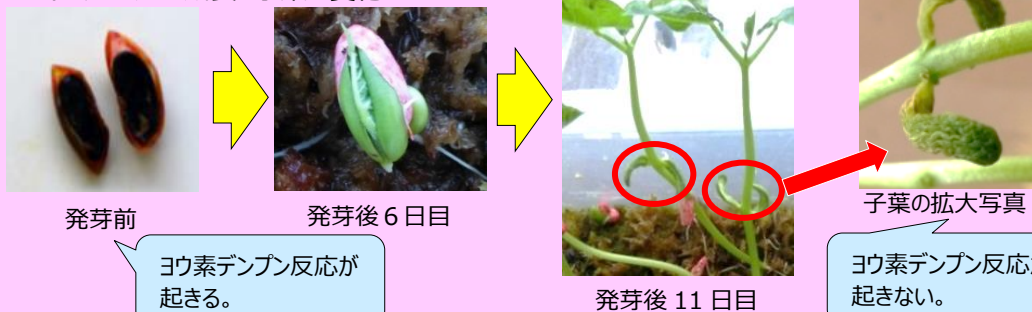 発芽前
発芽後6日目
子葉の拡大写真
ヨウ素デンプン反応が
起きる。
発芽後 11 日目
ヨウ素デンプン反応
起きない。